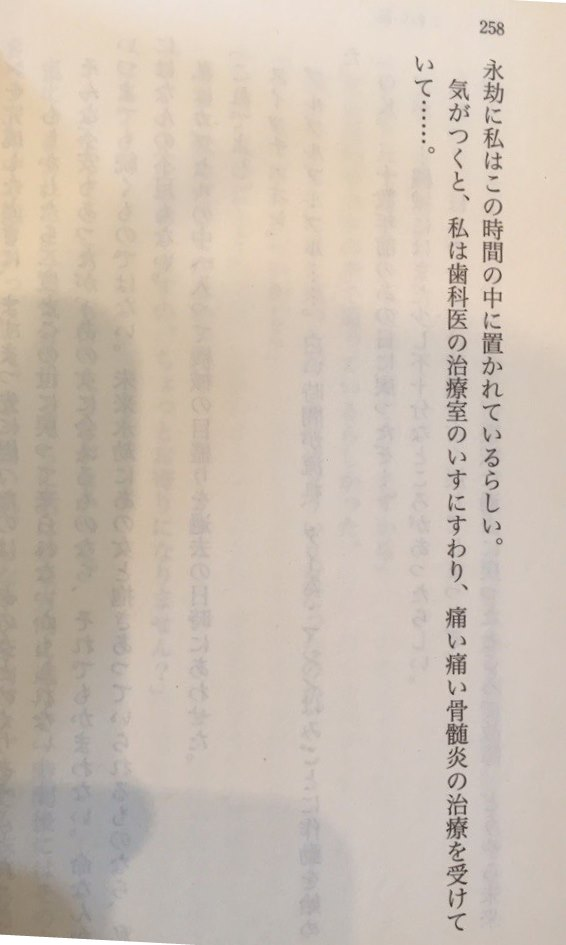 258
永劫に私はこの時間の中に置かれているらしい。
気がつくと、私は歯科医の治療室のいすにすわり、痛い痛い骨髄炎の治療を受けて
いて……。